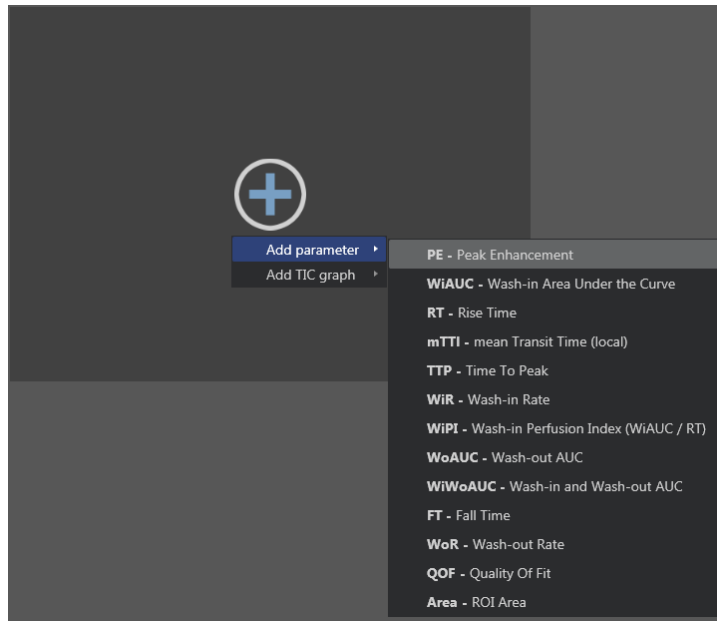 Add parameter
Add TIC graph
PE - Peak Enhancement
WiAUC - Wash-in Area Under the Curve
RT - Rise Time
mTTI - mean Transit Time (local)
TTP - Time To Peak
WiR - Wash-in Rate
WiPI - Wash-in Perfusion Index (WiAUC / RT)
WoAUC - Wash-out AUC
WiWoAUC - Wash-in and Wash-out AUC
FT - Fall Time
WoR - Wash-out Rate
QOF - Quality Of Fit
Area - ROI Area